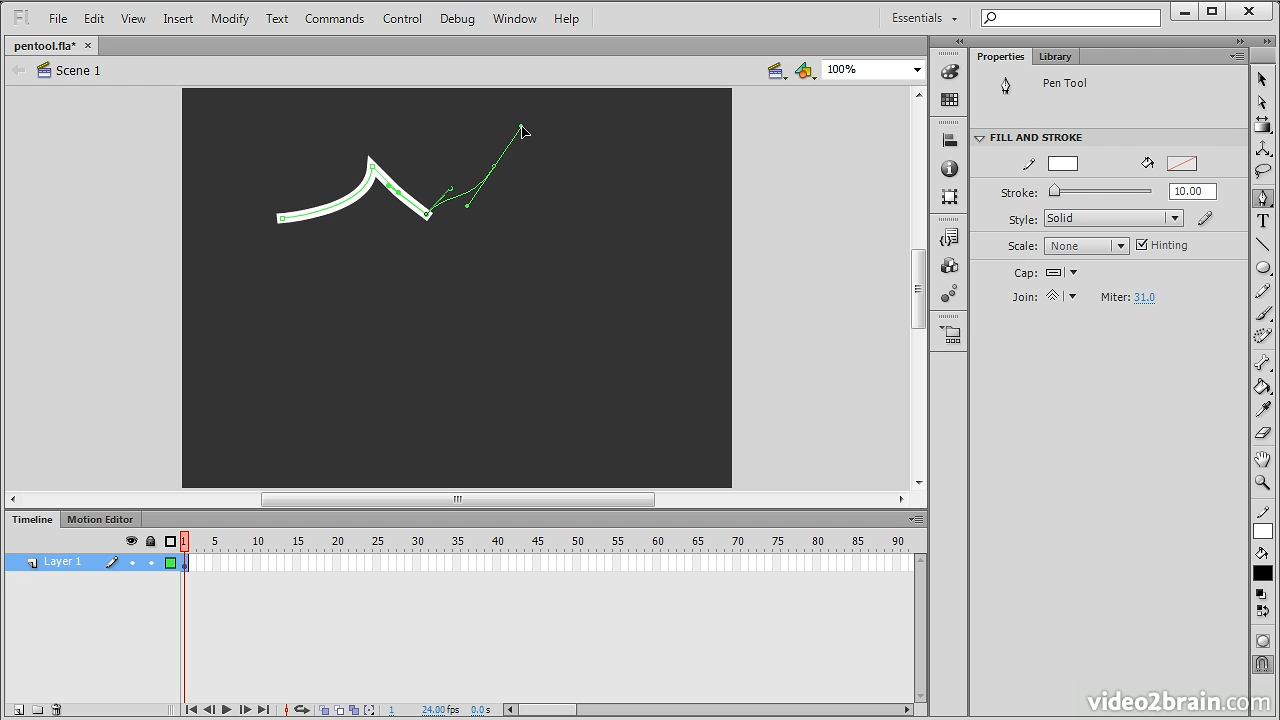 Fl File Edit View Insert Modify Text Commands Control Debug Window Help Essentials
pentool.fla* ×
Scene 1 100%
Properties Library
Pen Tool
FILL AND STROKE
Stroke: 10.00
Style: Solid
Scale: None Hinting
Cap:
Join: Miter: 31.0
T
Timeline Motion Editor
1 5 10 15 20 25 30 35 40 45 50 55 60 65 70 75 80 85 90
Layer 1
1 24.00 fps 0.0 s
video2brain.com